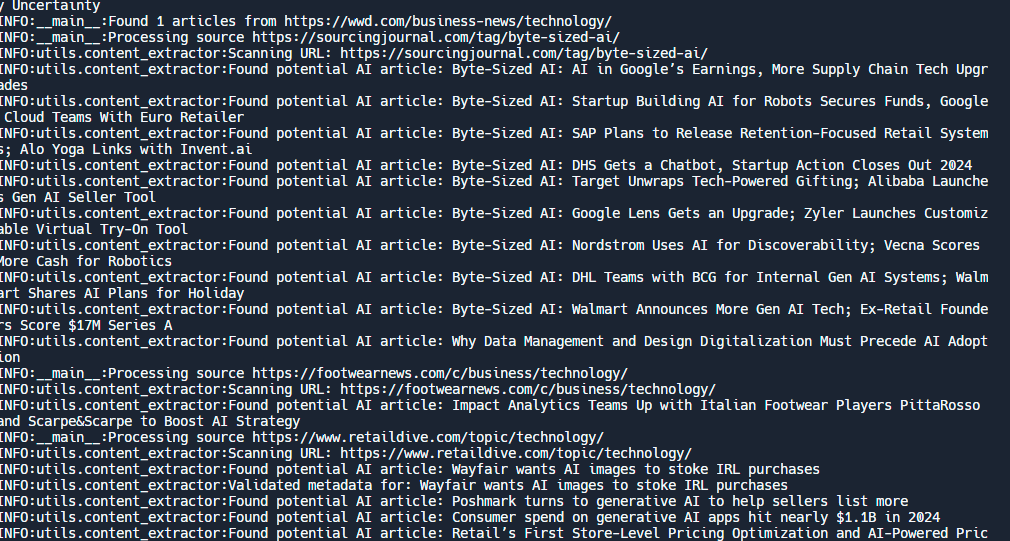 y Uncertainty
INFO:__main__:Found 1 articles from https://wwd.com/business-news/technology/
INFO:__main__:Processing source https://sourcingjournal.com/tag/byte-sized-ai/
INFO:utils.content_extractor:Scanning URL: https://sourcingjournal.com/tag/byte-sized-ai/
INFO:utils.content_extractor:Found potential AI article: Byte-Sized AI: AI in Google’s Earnings, More Supply Chain Tech Upgr
ades
INFO:utils.content_extractor:Found potential AI article: Byte-Sized AI: Startup Building AI for Robots Secures Funds, Google
Cloud Teams With Euro Retailer
INFO:utils.content_extractor:Found potential AI article: Byte-Sized AI: SAP Plans to Release Retention-Focused Retail System
s; Alo Yoga Links with Invent.ai
INFO:utils.content_extractor:Found potential AI article: Byte-Sized AI: DHS Gets a Chatbot, Startup Action Closes Out 2024
INFO:utils.content_extractor:Found potential AI article: Byte-Sized AI: Target Unwraps Tech-Powered Gifting; Alibaba Launche
s Gen AI Seller Tool
INFO:utils.content_extractor:Found potential AI article: Byte-Sized AI: Google Lens Gets an Upgrade; Zyler Launches Customiz
able Virtual Try-On Tool
INFO:utils.content_extractor:Found potential AI article: Byte-Sized AI: Nordstrom Uses AI for Discoverability; Vecna Scores
More Cash for Robotics
INFO:utils.content_extractor:Found potential AI article: Byte-Sized AI: DHL Teams with BCG for Internal Gen AI Systems; Walm
art Shares AI Plans for Holiday
INFO:utils.content_extractor:Found potential AI article: Byte-Sized AI: Walmart Announces More Gen AI Tech; Ex-Retail Founde
rs Score $17M Series A
INFO:utils.content_extractor:Found potential AI article: Why Data Management and Design Digitalization Must Precede AI Adopt
ion
INFO:__main__:Processing source https://footwearnews.com/c/business/technology/
INFO:utils.content_extractor:Scanning URL: https://footwearnews.com/c/business/technology/
INFO:utils.content_extractor:Found potential AI article: Impact Analytics Teams Up with Italian Footwear Players PittaRosso
and Scarpe&Scarpe to Boost AI Strategy
INFO:__main__:Processing source https://www.retaildive.com/topic/technology/
INFO:utils.content_extractor:Scanning URL: https://www.retaildive.com/topic/technology/
INFO:utils.content_extractor:Found potential AI article: Wayfair wants AI images to stoke IRL purchases
INFO:utils.content_extractor:Validated metadata for: Wayfair wants AI images to stoke IRL purchases
INFO:utils.content_extractor:Found potential AI article: Poshmark turns to generative AI to help sellers list more
INFO:utils.content_extractor:Found potential AI article: Consumer spend on generative AI apps hit nearly $1.1B in 2024
INFO:utils.content_extractor:Found potential AI article: Retail’s First Store-Level Pricing Optimization and AI-Powered Pric